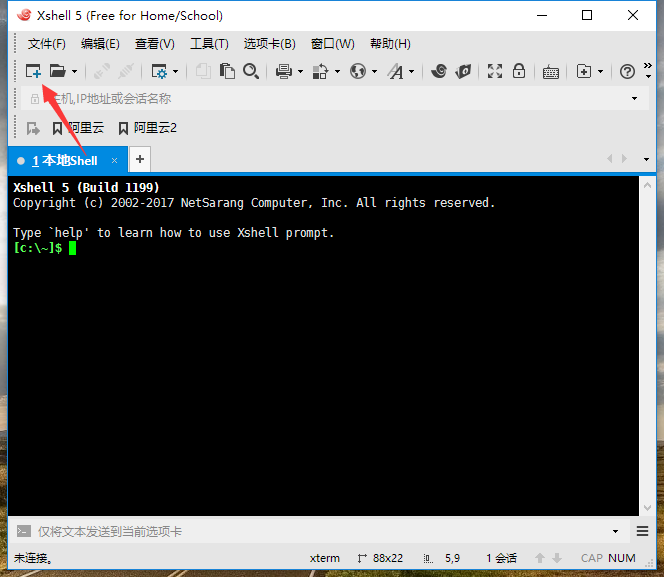 Xshell 5 (Free for Home/School)
文件(F) 编辑(E) 查看(V) 工具(T) 选项卡(B) 窗口(W) 帮助(H)
主机,IP地址或会话名称
阿里云 阿里云2
1 本地Shell × +
Xshell 5 (Build 1199)
Copyright (c) 2002-2017 NetSarang Computer, Inc. All rights reserved.
Type `help' to learn how to use Xshell prompt.
[c:\~]$
仅将文本发送到当前选项卡
未连接。 xterm 88x22 5,9 1 会话 CAP NUM